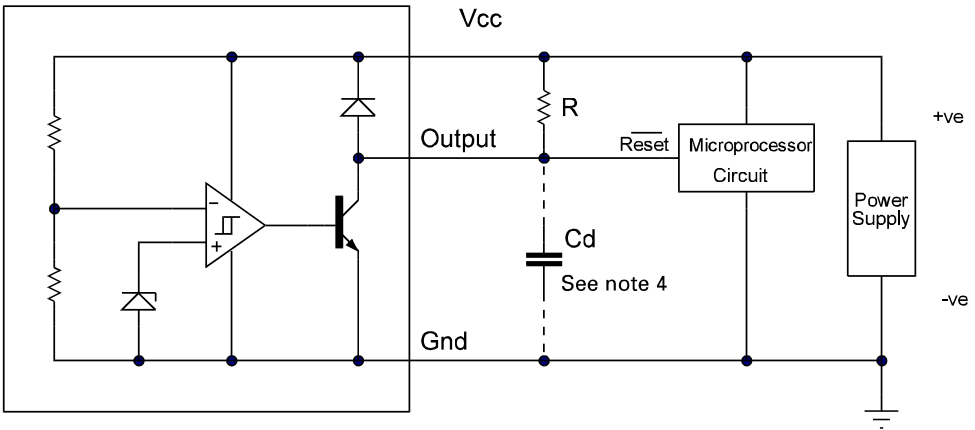 Vcc
+ve
R
Output
Reset
Microprocessor
Circuit
Power
Supply
−
+
Cd
See note 4
-ve
Gnd